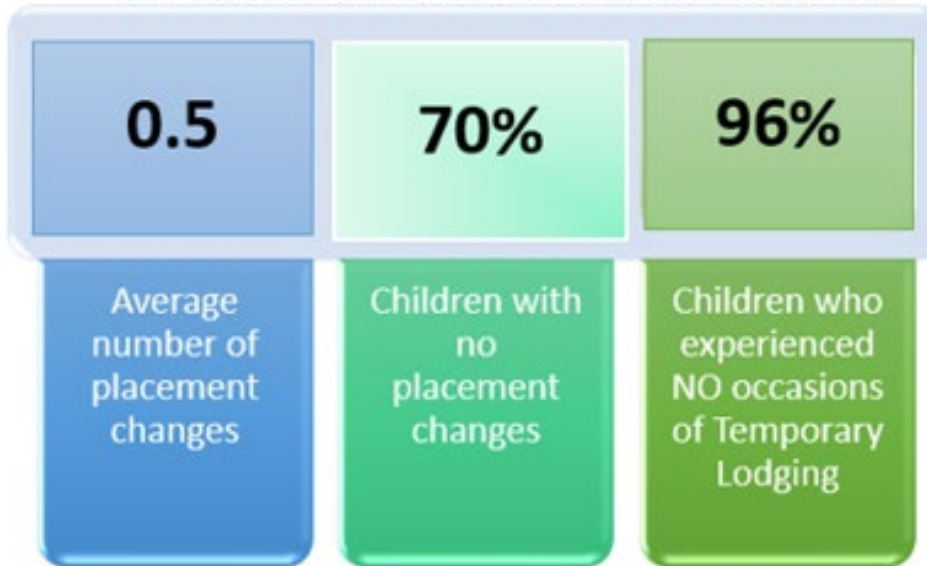 0.5
70%
96%
Average
number of
placement
changes
Children with
no
placement
changes
Children who
experienced
NO occasions
of Temporary
Lodging